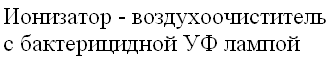 Ионизатор - воздухоочиститель
с бактерицидной УФ лампой